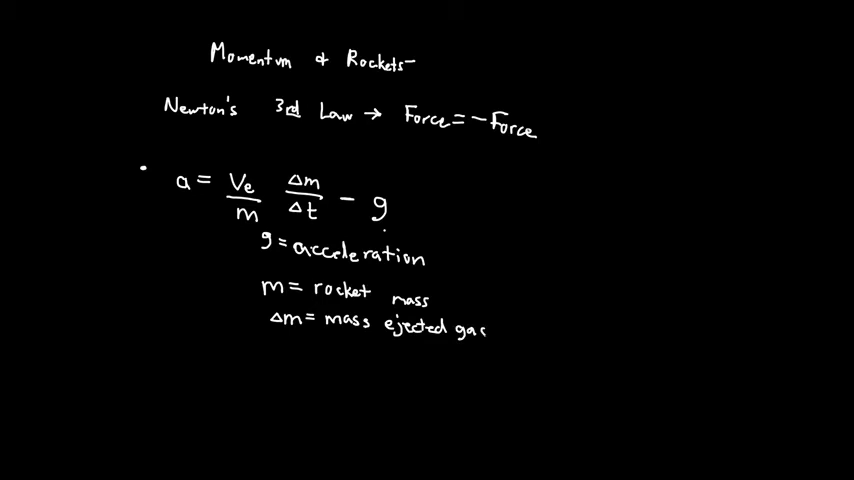 Momentum & Rockets-
Newton's 3rd Law → Force = -Force
a = Ve/m Δm/Δt - g
g = acceleration
m = rocket mass
Δm = mass ejected gas